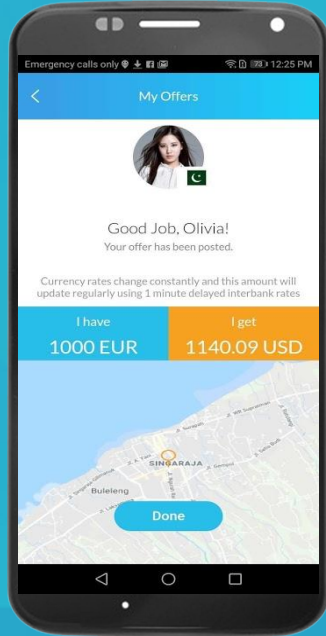 Emergency calls only 12:25 PM
My Offers
Good Job, Olivia!
Your offer has been posted.
Currency rates change constantly and this amount will
update regularly using 1 minute delayed interbank rates
I have
I get
1000 EUR
1140.09 USD
SINGARAJA
Buleleng
Done